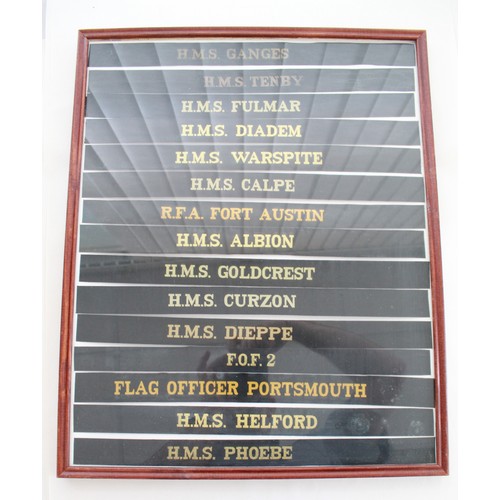 H.M.S. GANGES
H.M.S. TENBY
H.M.S. FULMAR
H.M.S. DIADEM
H.M.S. WARSPITE
H.M.S. CALPE
R.F.A. FORT AUSTIN
H.M.S. ALBION
H.M.S. GOLDCREST
H.M.S. CURZON
H.M.S. DIEPPE
F.O.F. 2
FLAG OFFICER PORTSMOUTH
H.M.S. HELFORD
H.M.S. PHOEBE